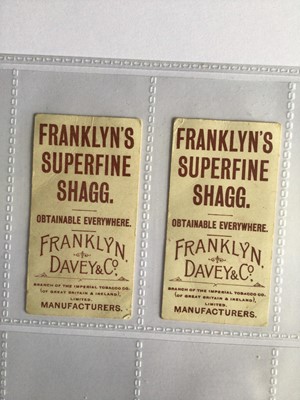 FRANKLYN'S
SUPERFINE
SHAGG.
OBTAINABLE EVERYWHERE.
FRANKLYN,
DAVEY & Co.
BRANCH OF THE IMPERIAL TOBACCO CO.
(OF GREAT BRITAIN & IRELAND),
LIMITED.
MANUFACTURERS.
FRANKLYN'S
SUPERFINE
SHAGG.
OBTAINABLE EVERYWHERE.
FRANKLYN,
DAVEY & Co.
BRANCH OF THE IMPERIAL TOBACCO CO.
(OF GREAT BRITAIN & IRELAND),
LIMITED.
MANUFACTURERS.